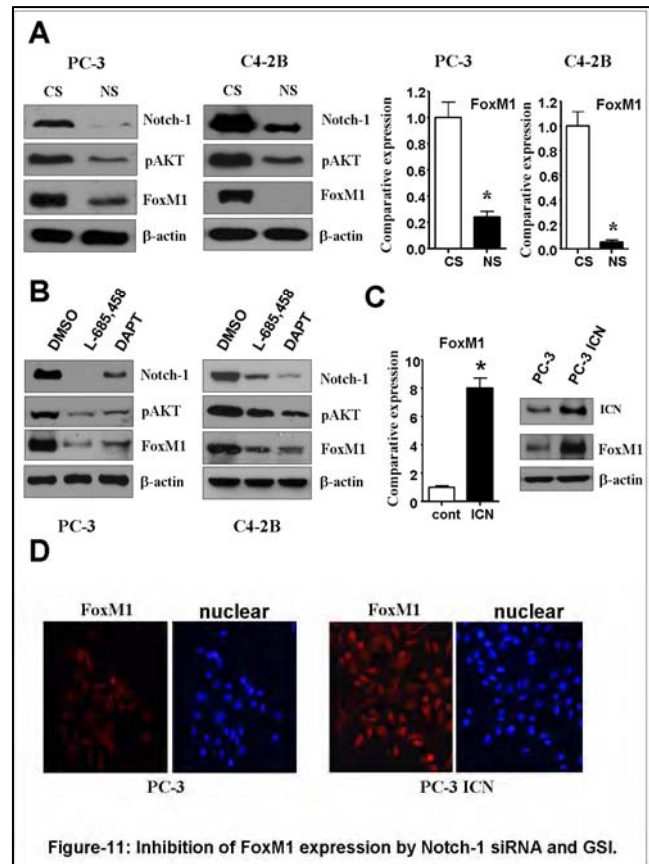 A
PC-3
C4-2B
PC-3
C4-2B
CS NS
CS NS
Notch-1
pAKT
FoxM1
β-actin
Notch-1
pAKT
FoxM1
β-actin
Comparative expression
1.2
1.0
0.8
0.6
0.4
0.2
0.0
FoxM1
*
CS NS
Comparative expression
1.2
1.0
0.8
0.6
0.4
0.2
0.0
FoxM1
*
CS NS
B
DMSO L-685,458 DAPT
DMSO L-685,458 DAPT
Notch-1
pAKT
FoxM1
β-actin
Notch-1
pAKT
FoxM1
β-actin
PC-3
C4-2B
C
FoxM1
Comparative expression
10
8
6
4
2
0
*
cont ICN
PC-3 PC-3 ICN
ICN
FoxM1
β-actin
D
FoxM1 nuclear
FoxM1 nuclear
PC-3
PC-3 ICN
Figure-11: Inhibition of FoxM1 expression by Notch-1 siRNA and GSI.